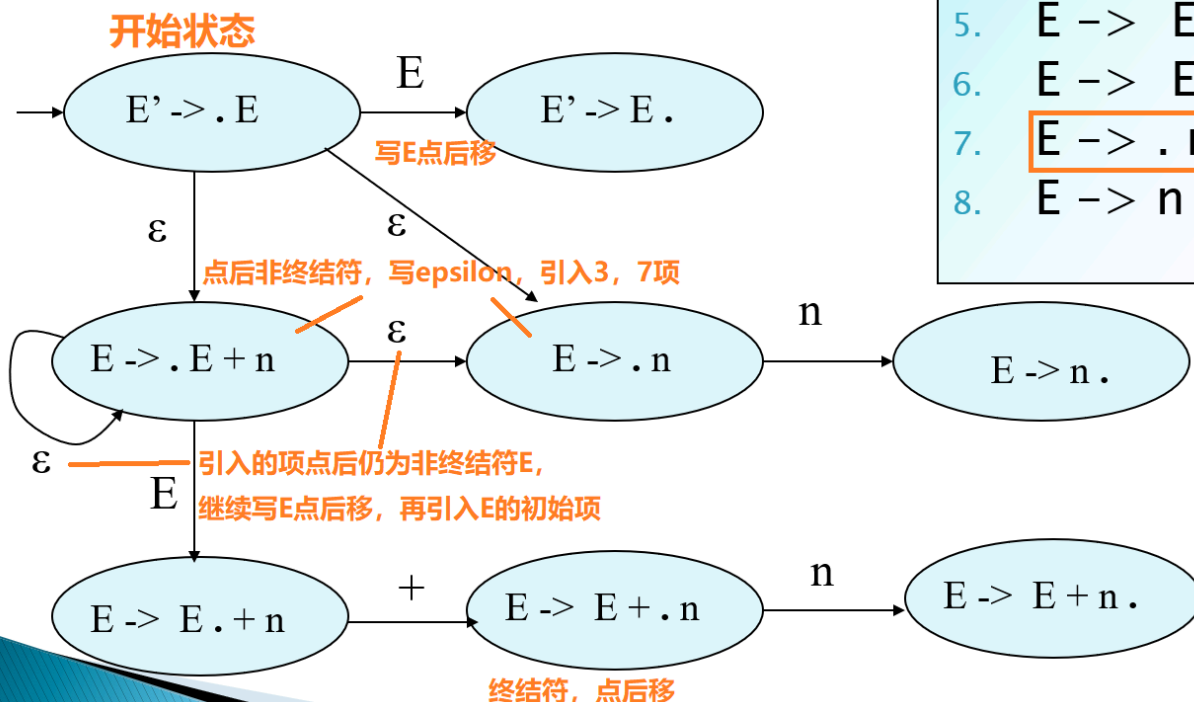 开始状态
E' -> . E
E
E' -> E .
写E点后移
5. E -> E
6. E -> E
7. E -> .
8. E -> n
ε
ε
点后非终结符，写epsilon，引入3，7项
E -> . E + n
ε
E -> . n
n
E -> n .
ε
E
引入的项点后仍为非终结符E，
继续写E点后移，再引入E的初始项
E -> E . + n
+
E -> E + . n
n
E -> E + n .
终结符，点后移